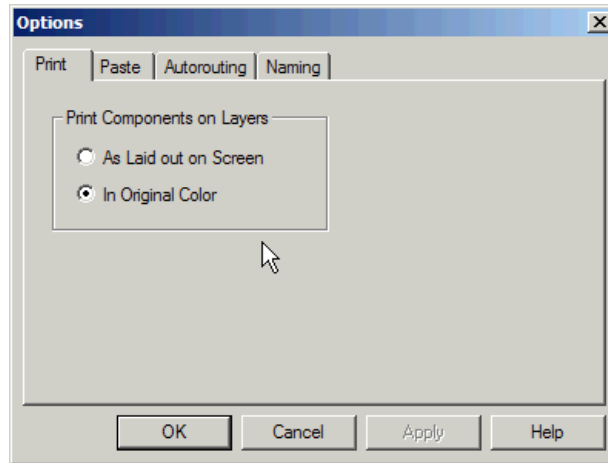 Options
Print Paste Autorouting Naming
Print Components on Layers
As Laid out on Screen
In Original Color
OK Cancel Apply Help